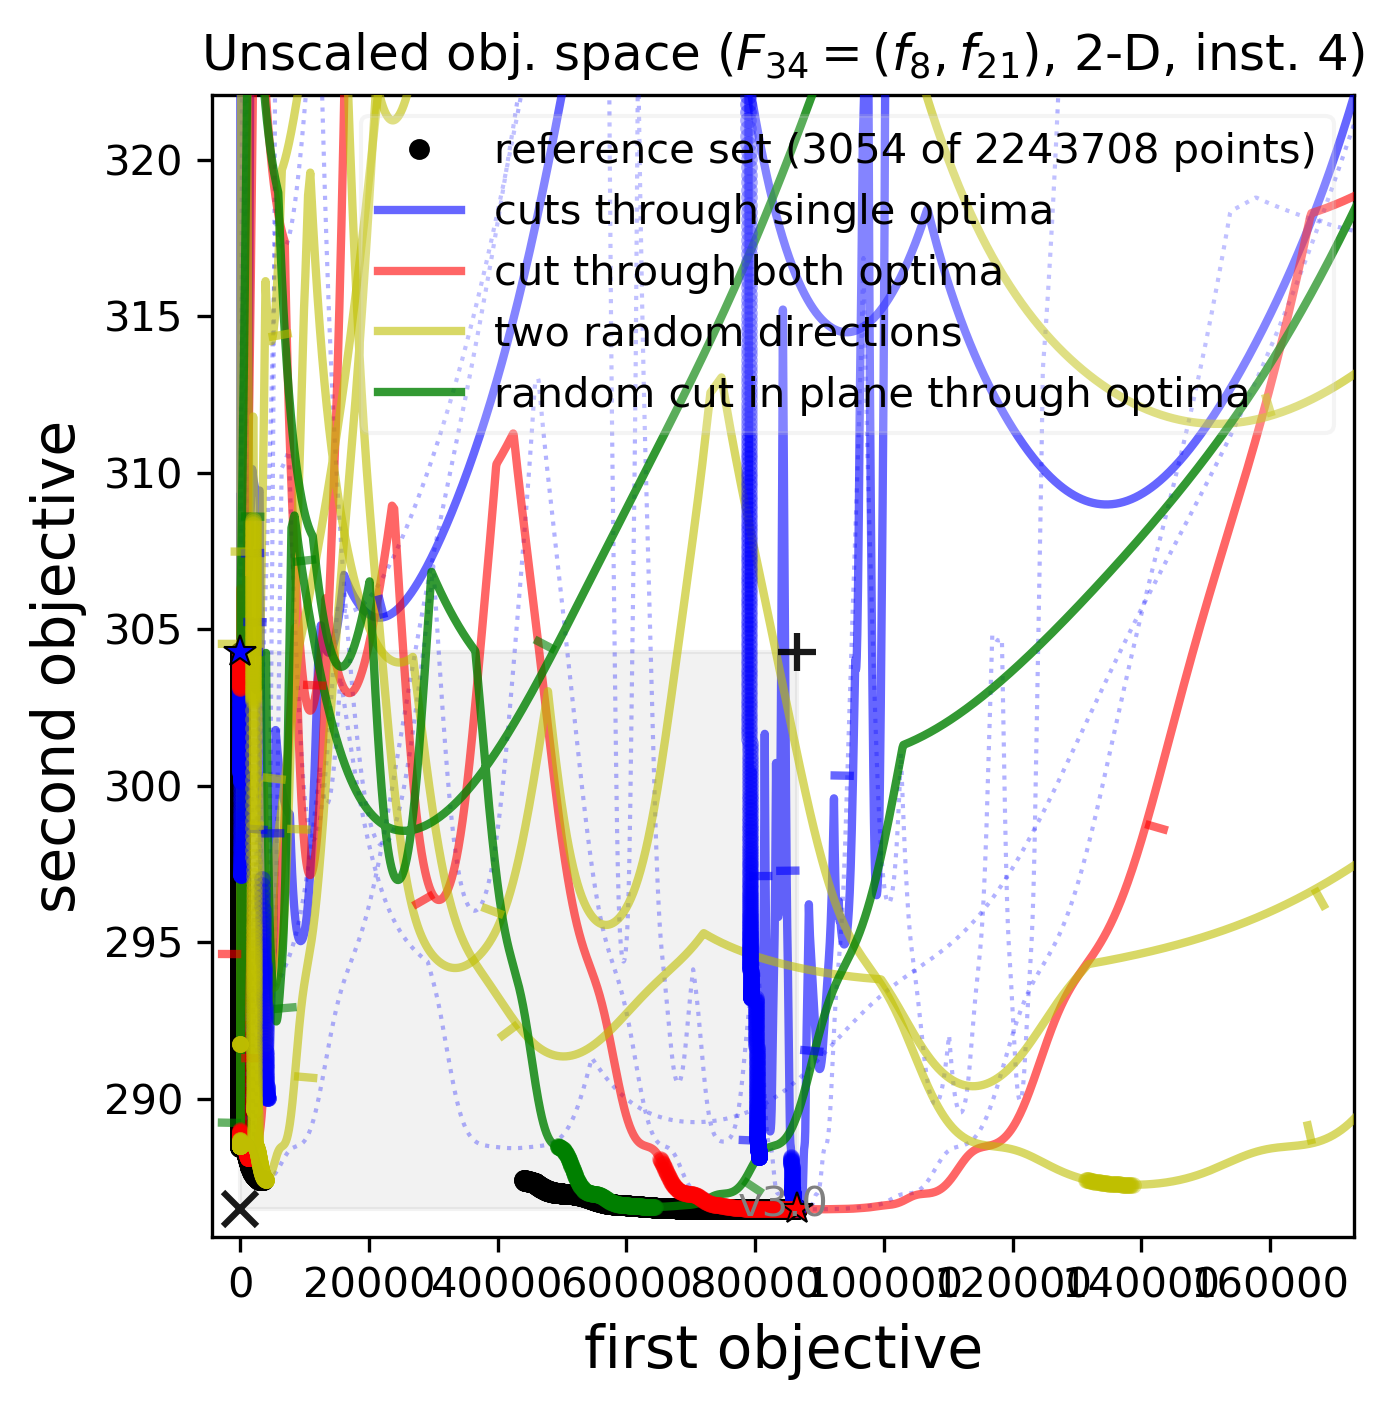 Unscaled obj. space (F₃₄ = (f₈, f₂₁), 2-D, inst. 4)
reference set (3054 of 2243708 points)
cuts through single optima
cut through both optima
two random directions
random cut in plane through optima
320
315
310
305
300
295
290
second objective
v3.0
0 20000 40000 60000 80000 100000 120000 140000 160000
first objective